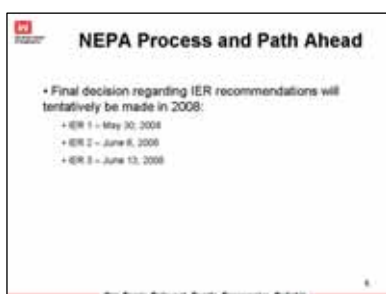 NEPA Process and Path Ahead
• Final decision regarding IER recommendations will
tentatively be made in 2008:
• IER 1 – May 30, 2008
• IER 2 – June 6, 2008
• IER 3 – June 13, 2008